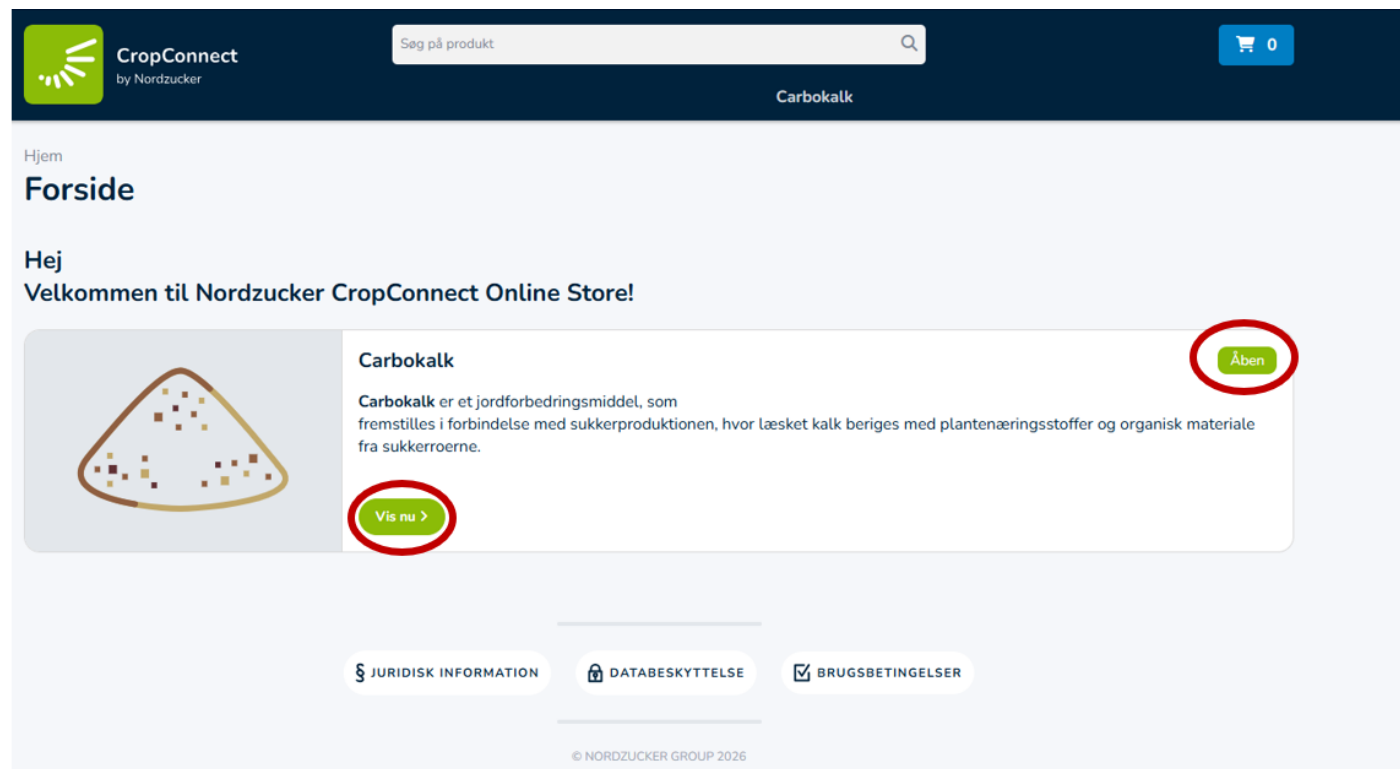 CropConnect
by Nordzucker
Søg på produkt
0
Carbokalk
Hjem
Forside
Hej
Velkommen til Nordzucker CropConnect Online Store!
Carbokalk
Åben
Carbokalk er et jordforbedringsmiddel, som
fremstilles i forbindelse med sukkerproduktionen, hvor læsket kalk beriges med plantenæringsstoffer og organisk materiale
fra sukkerroerne.
Vis nu >
§ JURIDISK INFORMATION
DATABESKYTTELSE
BRUGSBETINGELSER
© NORDZUCKER GROUP 2026